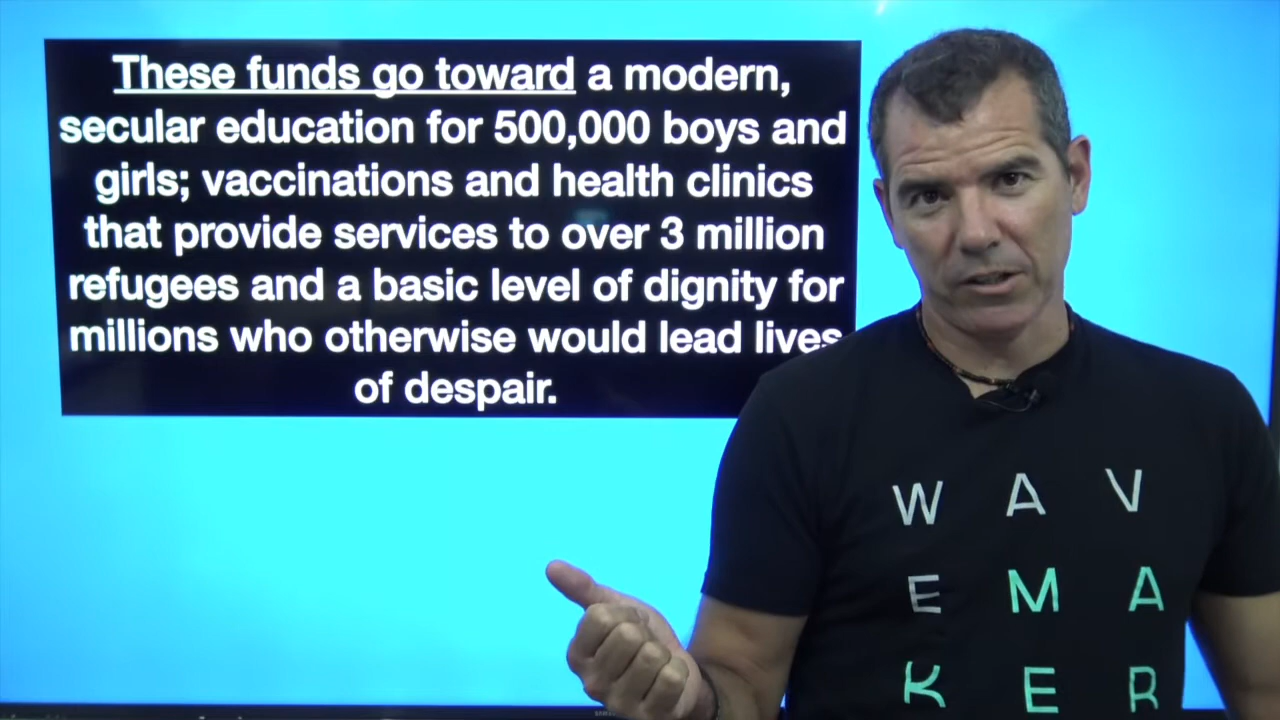 These funds go toward a modern,
secular education for 500,000 boys and
girls; vaccinations and health clinics
that provide services to over 3 million
refugees and a basic level of dignity for
millions who otherwise would lead lives
of despair.
W A V
E M A
K E R